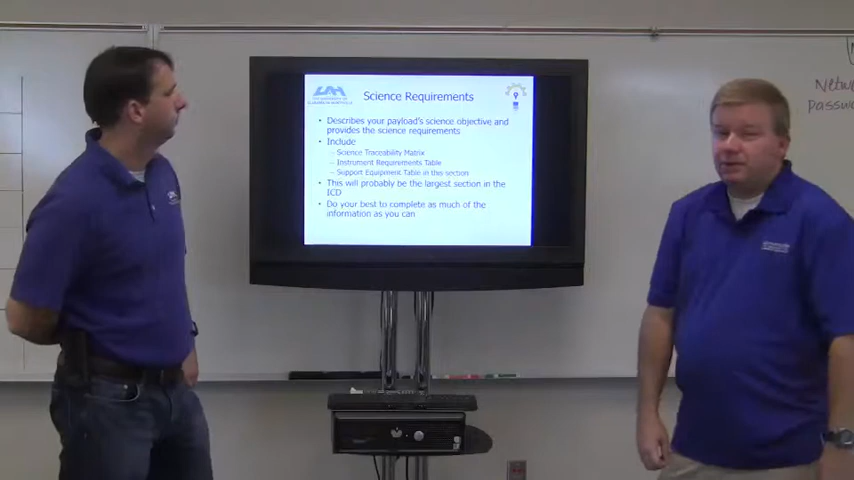 Science Requirements
• Describes your payload's science objective and
provides the science requirements
• Include
– Science Traceability Matrix
– Instrument Requirements Table
– Support Equipment Table in this section
• This will probably be the largest section in the
ICD
• Do your best to complete as much of the
information as you can
UAH